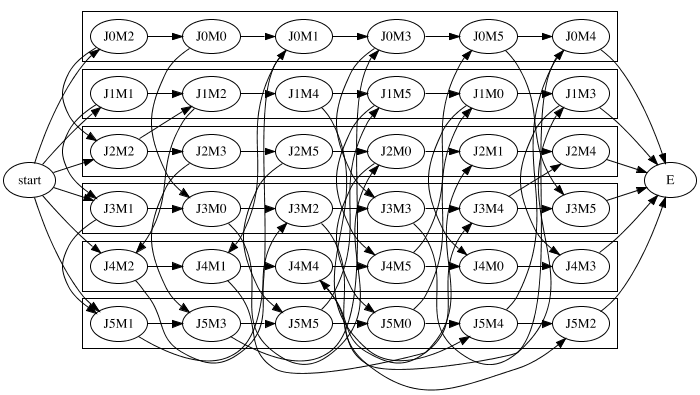 J0M2 J0M0 J0M1 J0M3 J0M5 J0M4
J1M1 J1M2 J1M4 J1M5 J1M0 J1M3
J2M2 J2M3 J2M5 J2M0 J2M1 J2M4
start E
J3M1 J3M0 J3M2 J3M3 J3M4 J3M5
J4M2 J4M1 J4M4 J4M5 J4M0 J4M3
J5M1 J5M3 J5M5 J5M0 J5M4 J5M2